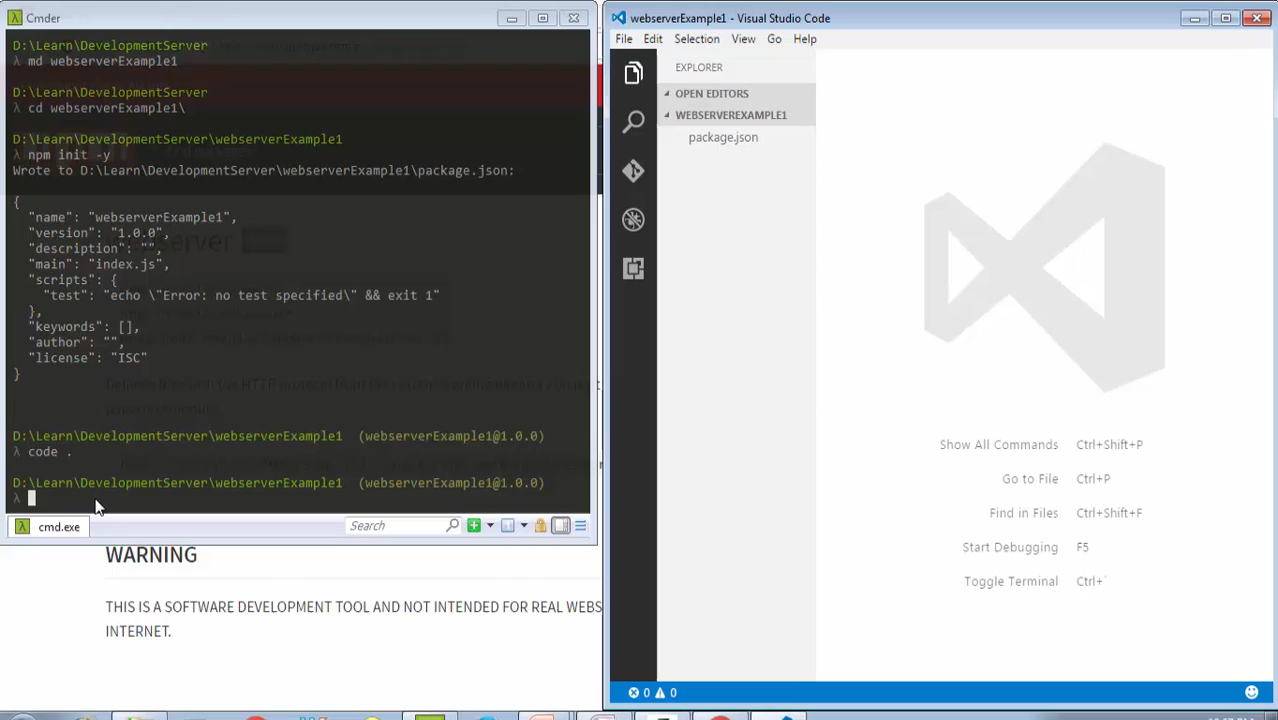 Cmder
D:\Learn\DevelopmentServer
λ md webserverExample1
D:\Learn\DevelopmentServer
λ cd webserverExample1\
D:\Learn\DevelopmentServer\webserverExample1
λ npm init -y
Wrote to D:\Learn\DevelopmentServer\webserverExample1\package.json:
{
"name": "webserverExample1",
"version": "1.0.0",
"description": "",
"main": "index.js",
"scripts": {
"test": "echo \"Error: no test specified\" && exit 1"
},
"keywords": [],
"author": "",
"license": "ISC"
}
D:\Learn\DevelopmentServer\webserverExample1 (webserverExample1@1.0.0)
λ code .
D:\Learn\DevelopmentServer\webserverExample1 (webserverExample1@1.0.0)
λ
λ cmd.exe
Search
WARNING
THIS IS A SOFTWARE DEVELOPMENT TOOL AND NOT INTENDED FOR REAL WEBS
INTERNET.
webserverExample1 - Visual Studio Code
File Edit Selection View Go Help
EXPLORER
OPEN EDITORS
WEBSERVEREXAMPLE1
package.json
Show All Commands Ctrl+Shift+P
Go to File Ctrl+P
Find in Files Ctrl+Shift+F
Start Debugging F5
Toggle Terminal Ctrl+`
0 0